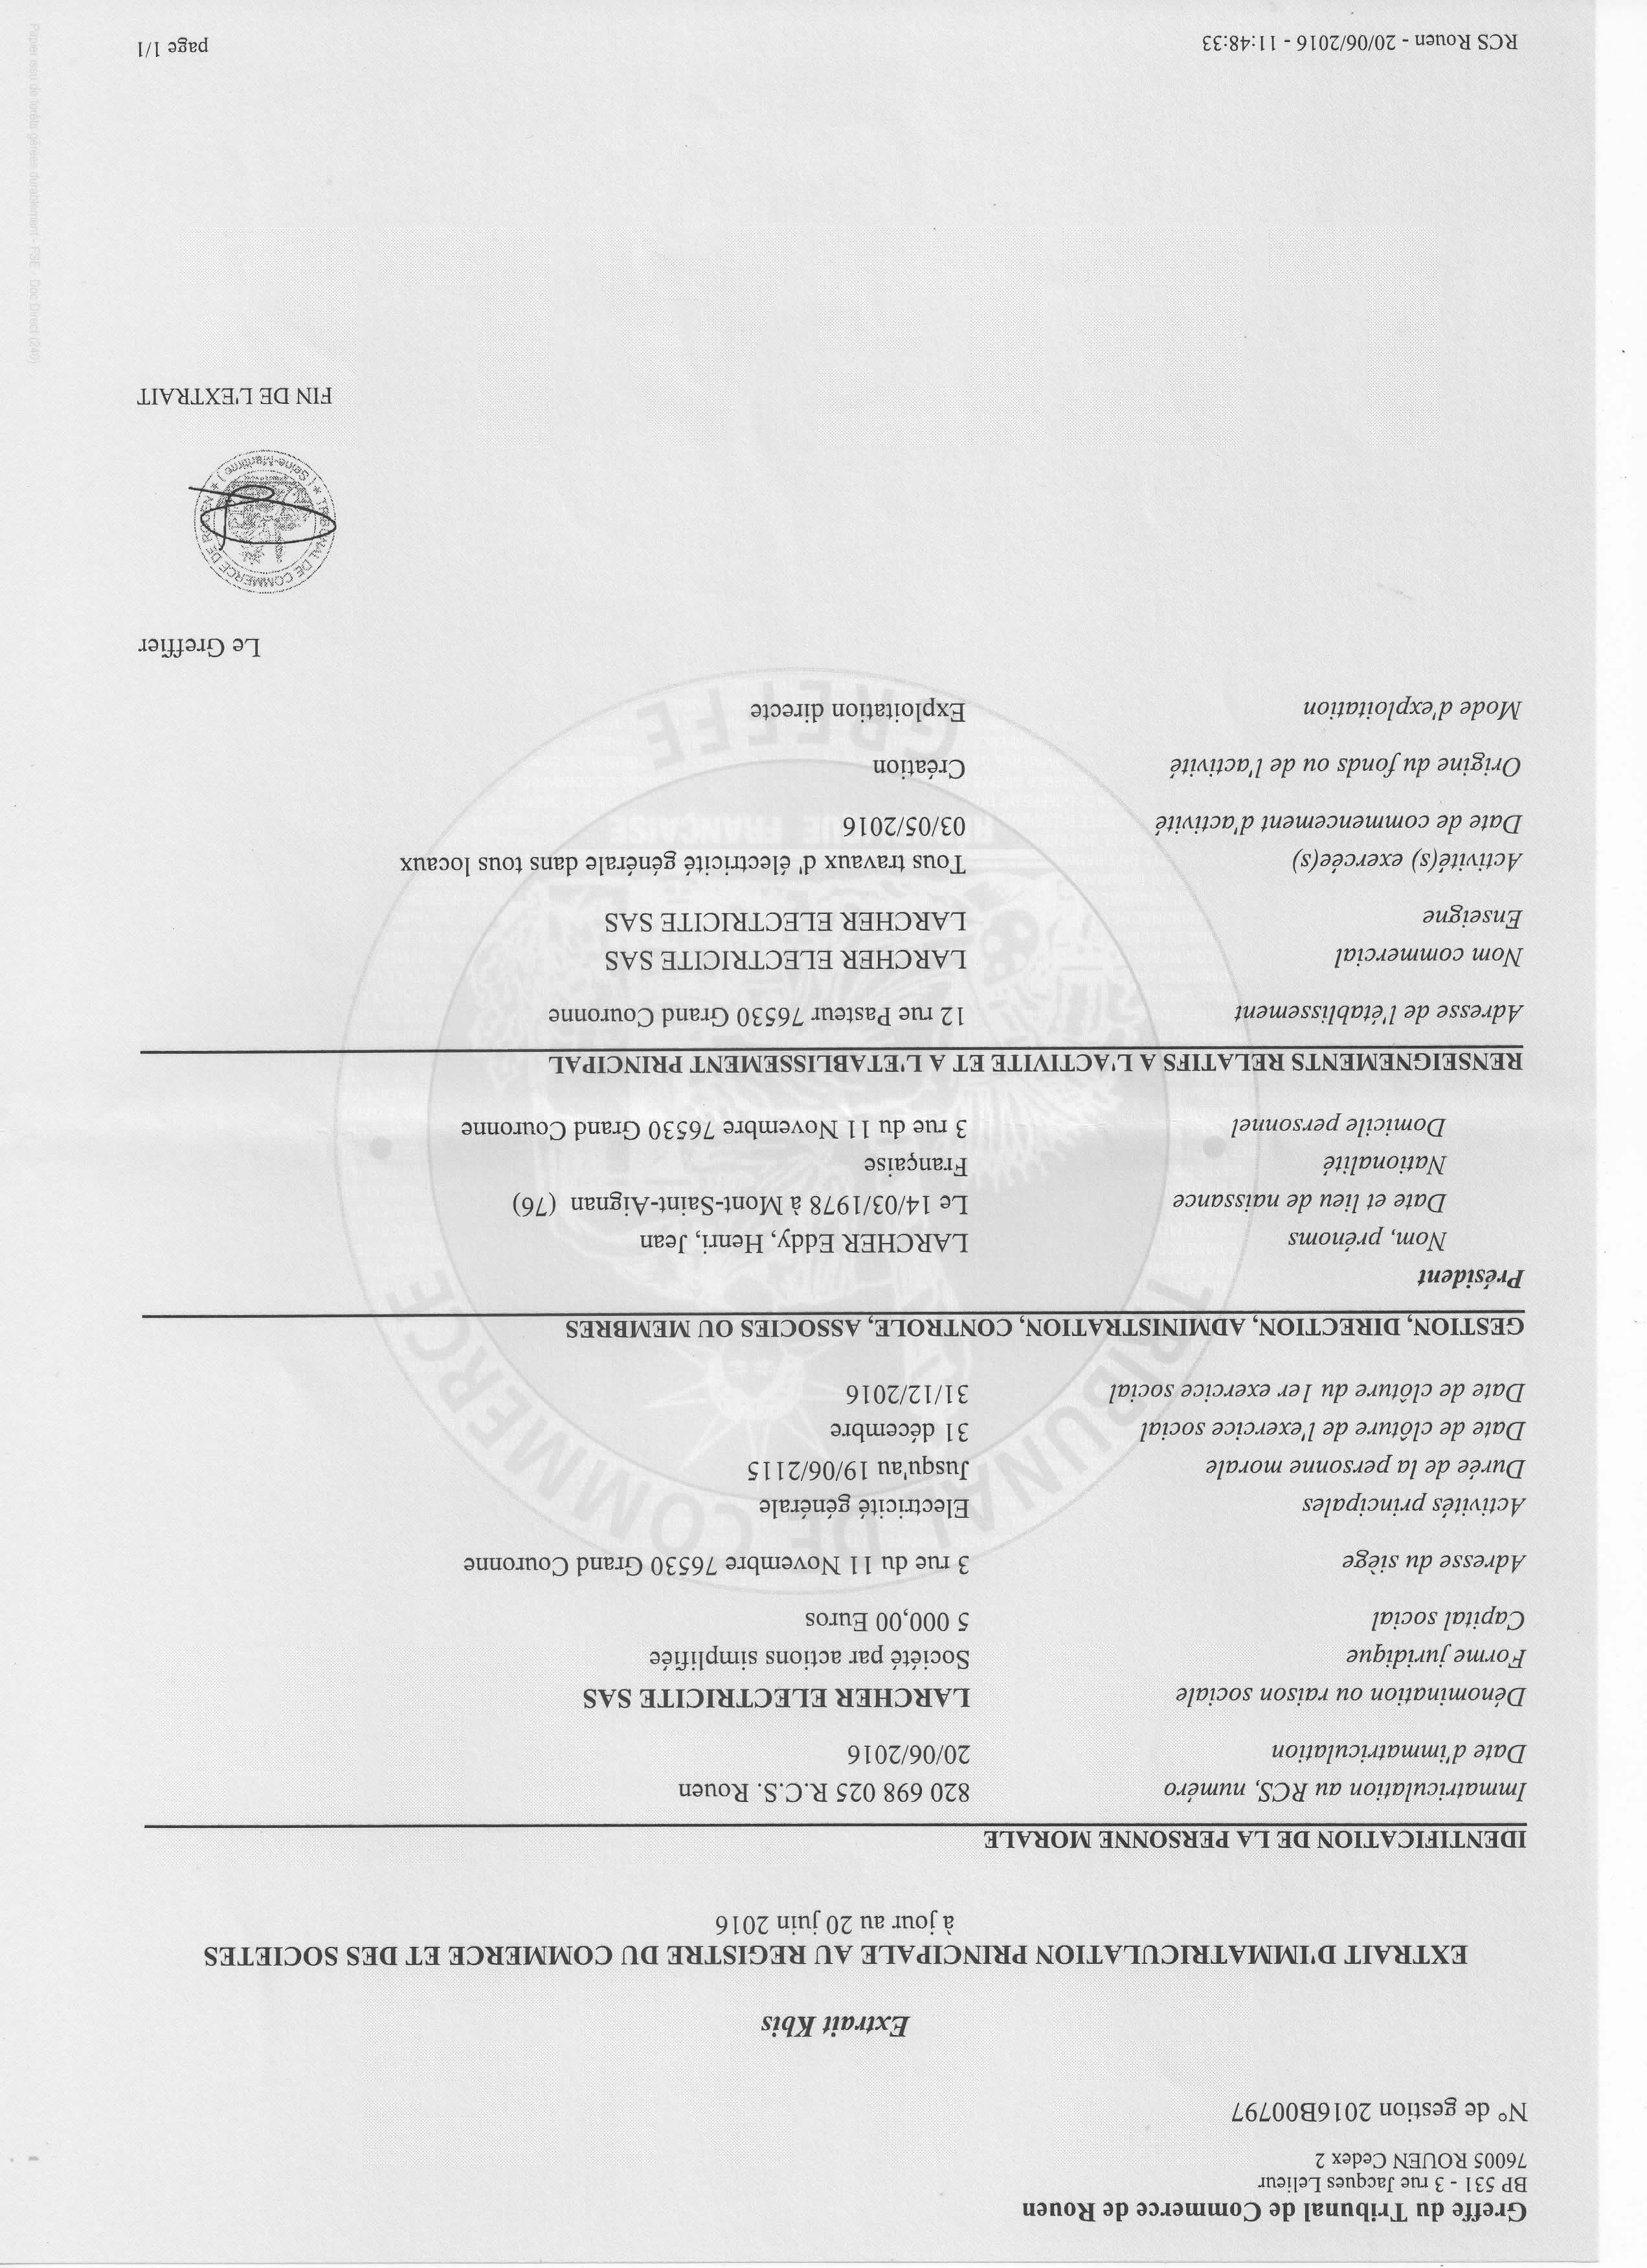 Greffe du Tribunal de Commerce de Rouen
BP 531 - 3 rue Jacques Lelieur
76005 ROUEN Cedex 2
N° de gestion 2016B00797
Extrait Kbis
EXTRAIT D'IMMATRICULATION PRINCIPALE AU REGISTRE DU COMMERCE ET DES SOCIETES
à jour au 20 juin 2016
IDENTIFICATION DE LA PERSONNE MORALE
Immatriculation au RCS, numéro 820 698 025 R.C.S. Rouen
Date d'immatriculation 20/06/2016
Dénomination ou raison sociale LARCHER ELECTRICITE SAS
Forme juridique Société par actions simplifiée
Capital social 5 000,00 Euros
Adresse du siège 3 rue du 11 Novembre 76530 Grand Couronne
Activités principales Electricité générale
Durée de la personne morale Jusqu'au 19/06/2115
Date de clôture de l'exercice social 31 décembre
Date de clôture du 1er exercice social 31/12/2016
GESTION, DIRECTION, ADMINISTRATION, CONTROLE, ASSOCIES OU MEMBRES
Président
Nom, prénoms LARCHER Eddy, Henri, Jean
Date et lieu de naissance Le 14/03/1978 à Mont-Saint-Aignan (76)
Nationalité Française
Domicile personnel 3 rue du 11 Novembre 76530 Grand Couronne
RENSEIGNEMENTS RELATIFS A L'ACTIVITE ET A L'ETABLISSEMENT PRINCIPAL
Adresse de l'établissement 12 rue Pasteur 76530 Grand Couronne
Nom commercial LARCHER ELECTRICITE SAS
Enseigne LARCHER ELECTRICITE SAS
Activité(s) exercée(s) Tous travaux d' électricité générale dans tous locaux
Date de commencement d'activité 03/05/2016
Origine du fonds ou de l'activité Création
Mode d'exploitation Exploitation directe
TRIBUNAL DE COMMERCE
GREFFE
Le Greffier
TRIBUNAL DE COMMERCE DE ROUEN
( Seine-Maritime )
FIN DE L'EXTRAIT
RCS Rouen - 20/06/2016 - 11:48:33 page 1/1
Papier issu de forêts gérées durablement - FSE - Doc Direct (240)